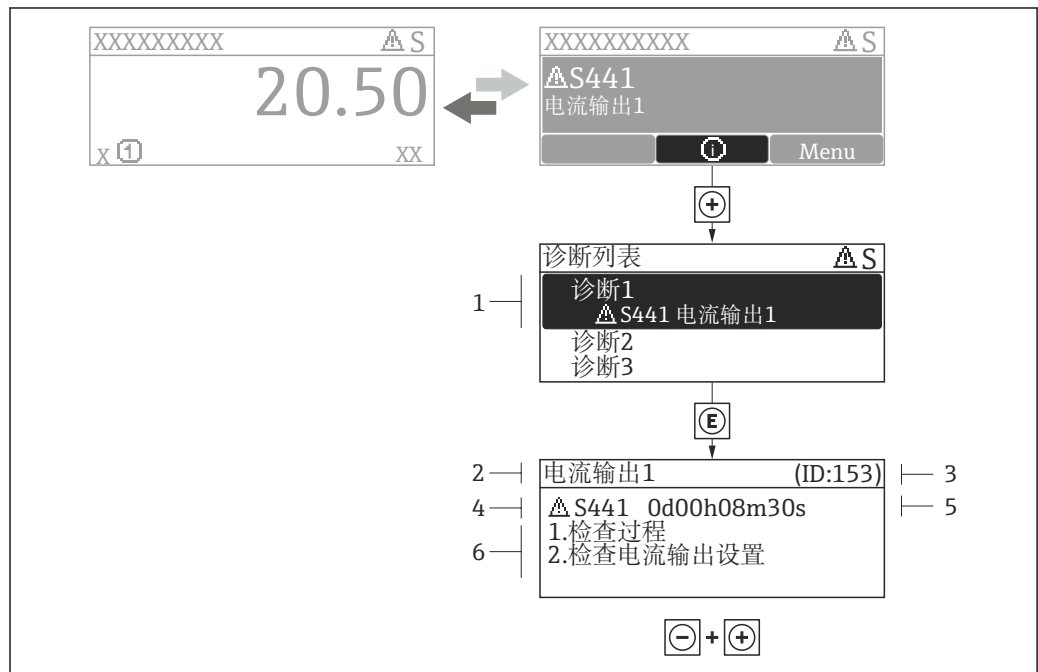 XXXXXXXXX ⚠S
20.50
X ① XX
XXXXXXXXXX ⚠S
⚠S441
电流输出1
ⓘ Menu
+
诊断列表 ⚠S
1
诊断1
⚠S441 电流输出1
诊断2
诊断3
E
2 电流输出1 (ID:153) 3
4 ⚠S441 0d00h08m30s 5
6
1.检查过程
2.检查电流输出设置
- + +